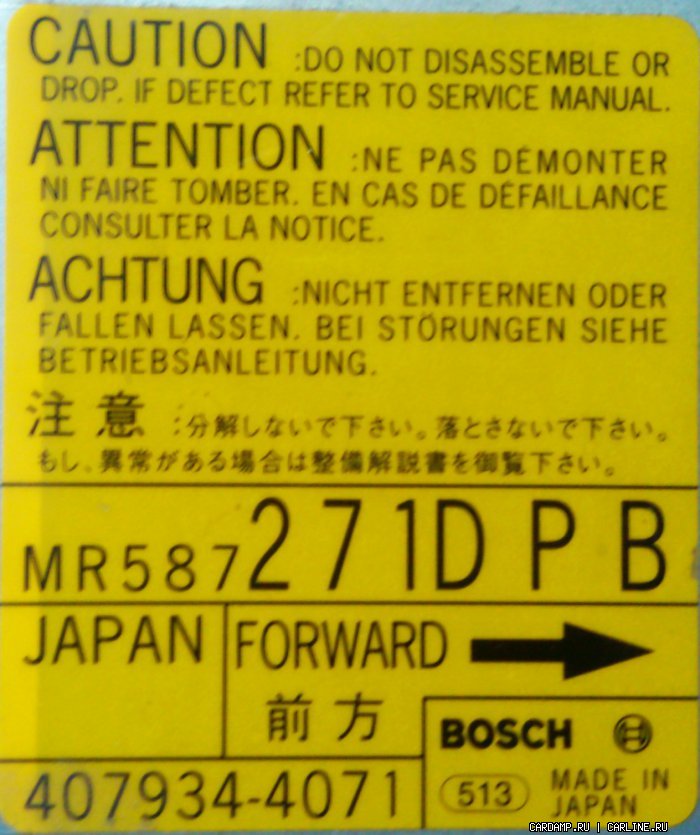 CAUTION :DO NOT DISASSEMBLE OR
DROP. IF DEFECT REFER TO SERVICE MANUAL.
ATTENTION :NE PAS DÉMONTER
NI FAIRE TOMBER. EN CAS DE DÉFAILLANCE
CONSULTER LA NOTICE.
ACHTUNG :NICHT ENTFERNEN ODER
FALLEN LASSEN. BEI STÖRUNGEN SIEHE
BETRIEBSANLEITUNG.
注意 :分解しないで下さい。落とさないで下さい。
もし、異常がある場合は整備解説書を御覧下さい。
MR587271DPB
JAPAN
FORWARD
前方
BOSCH
513
MADE IN
JAPAN
407934-4071
CARDAMP.RU | CARLINE.RU